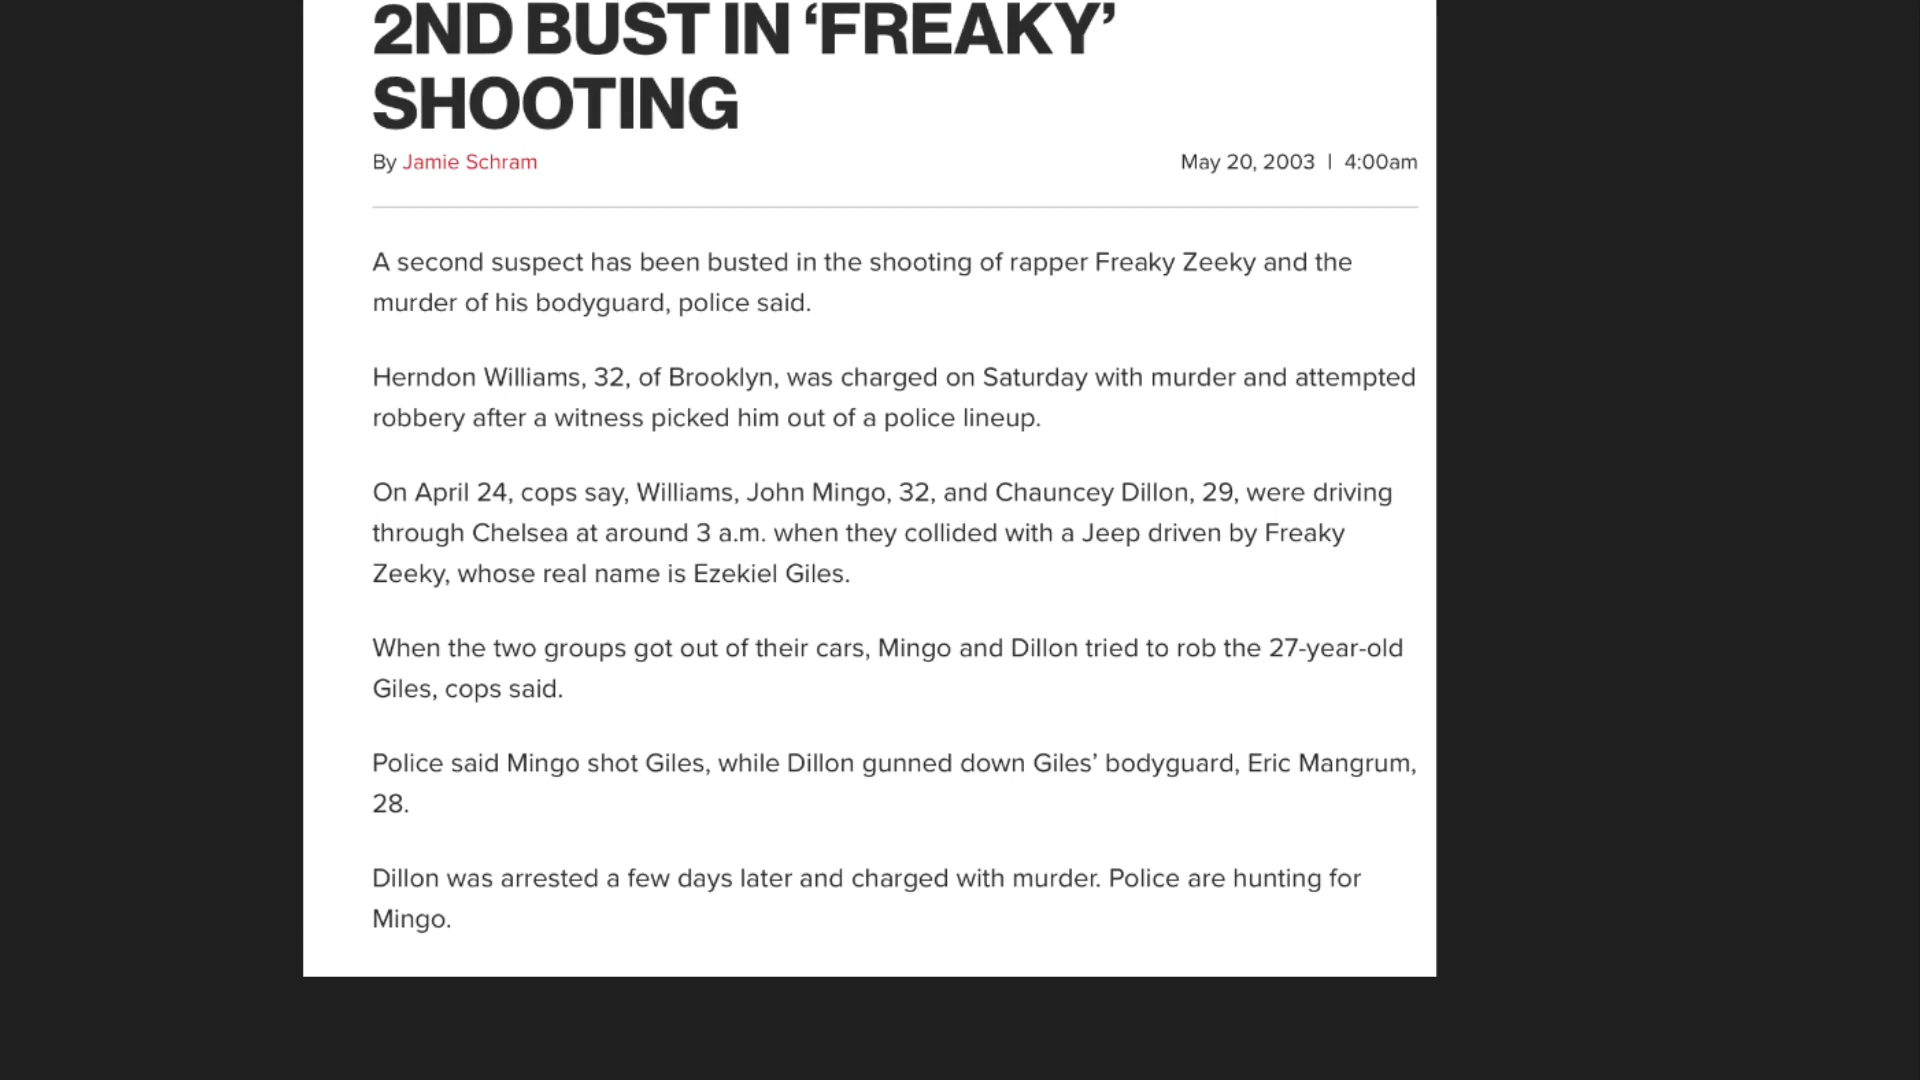 2ND BUST IN ‘FREAKY’
SHOOTING
By Jamie Schram
May 20, 2003 | 4:00am
A second suspect has been busted in the shooting of rapper Freaky Zeeky and the
murder of his bodyguard, police said.
Herndon Williams, 32, of Brooklyn, was charged on Saturday with murder and attempted
robbery after a witness picked him out of a police lineup.
On April 24, cops say, Williams, John Mingo, 32, and Chauncey Dillon, 29, were driving
through Chelsea at around 3 a.m. when they collided with a Jeep driven by Freaky
Zeeky, whose real name is Ezekiel Giles.
When the two groups got out of their cars, Mingo and Dillon tried to rob the 27-year-old
Giles, cops said.
Police said Mingo shot Giles, while Dillon gunned down Giles’ bodyguard, Eric Mangrum,
28.
Dillon was arrested a few days later and charged with murder. Police are hunting for
Mingo.